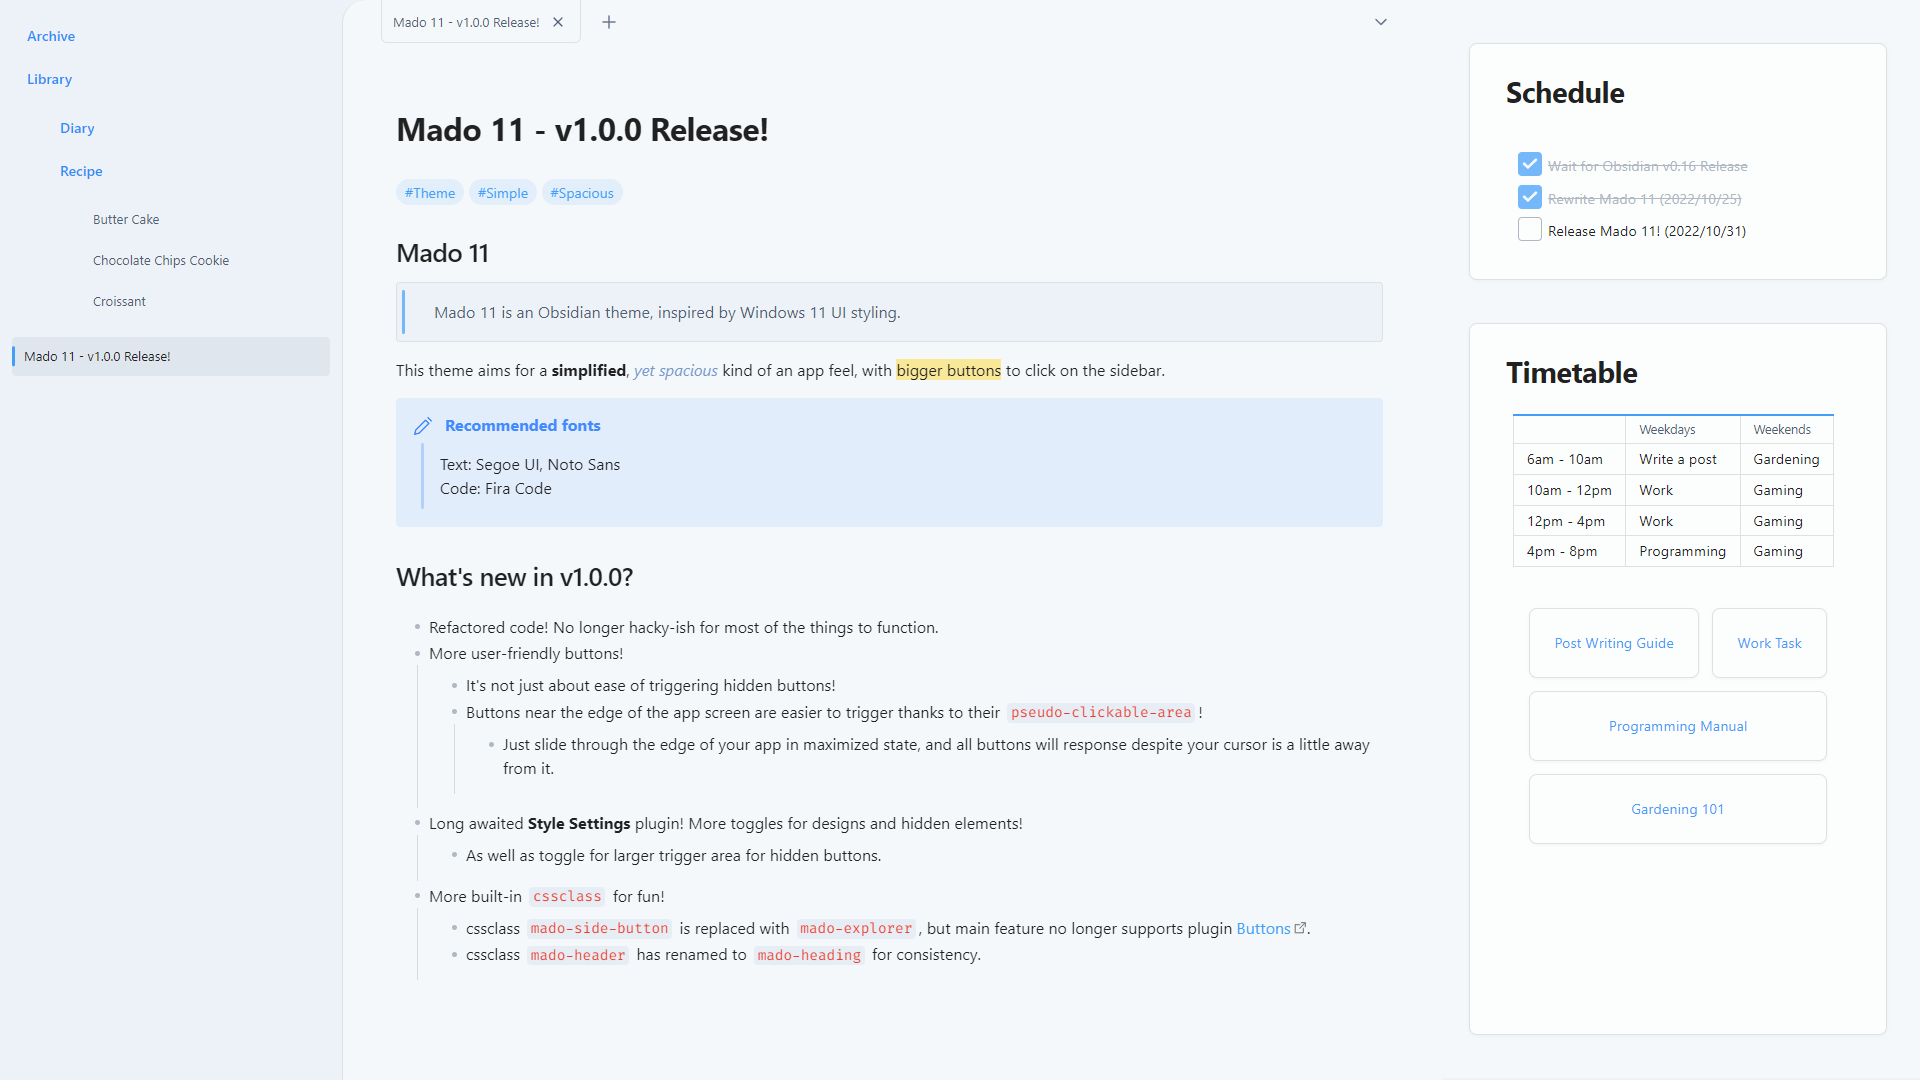 Archive
Library
Diary
Recipe
Butter Cake
Chocolate Chips Cookie
Croissant
Mado 11 - v1.0.0 Release!
Mado 11 - v1.0.0 Release!
Mado 11 - v1.0.0 Release!
#Theme #Simple #Spacious
Mado 11
Mado 11 is an Obsidian theme, inspired by Windows 11 UI styling.
This theme aims for a simplified, yet spacious kind of an app feel, with bigger buttons to click on the sidebar.
Recommended fonts
Text: Segoe UI, Noto Sans
Code: Fira Code
What's new in v1.0.0?
Refactored code! No longer hacky-ish for most of the things to function.
More user-friendly buttons!
It's not just about ease of triggering hidden buttons!
Buttons near the edge of the app screen are easier to trigger thanks to their pseudo-clickable-area!
Just slide through the edge of your app in maximized state, and all buttons will response despite your cursor is a little away
from it.
Long awaited Style Settings plugin! More toggles for designs and hidden elements!
As well as toggle for larger trigger area for hidden buttons.
More built-in cssclass for fun!
cssclass mado-side-button is replaced with mado-explorer, but main feature no longer supports plugin Buttons.
cssclass mado-header has renamed to mado-heading for consistency.
Schedule
Wait for Obsidian v0.16 Release
Rewrite Mado 11 (2022/10/25)
Release Mado 11! (2022/10/31)
Timetable
Weekdays Weekends
6am - 10am Write a post Gardening
10am - 12pm Work Gaming
12pm - 4pm Work Gaming
4pm - 8pm Programming Gaming
Post Writing Guide Work Task
Programming Manual
Gardening 101